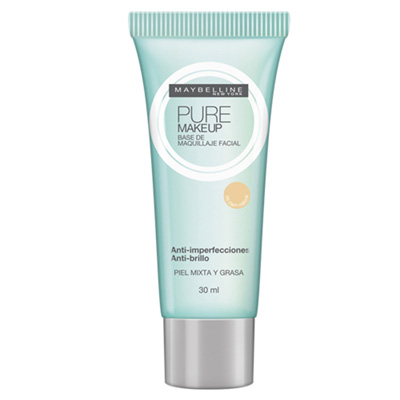 MAYBELLINE
NEW YORK
PURE
MAKEUP
BASE DE
MAQUILLAJE FACIAL
Anti-imperfecciones
Anti-brillo
PIEL MIXTA Y GRASA
30 ml